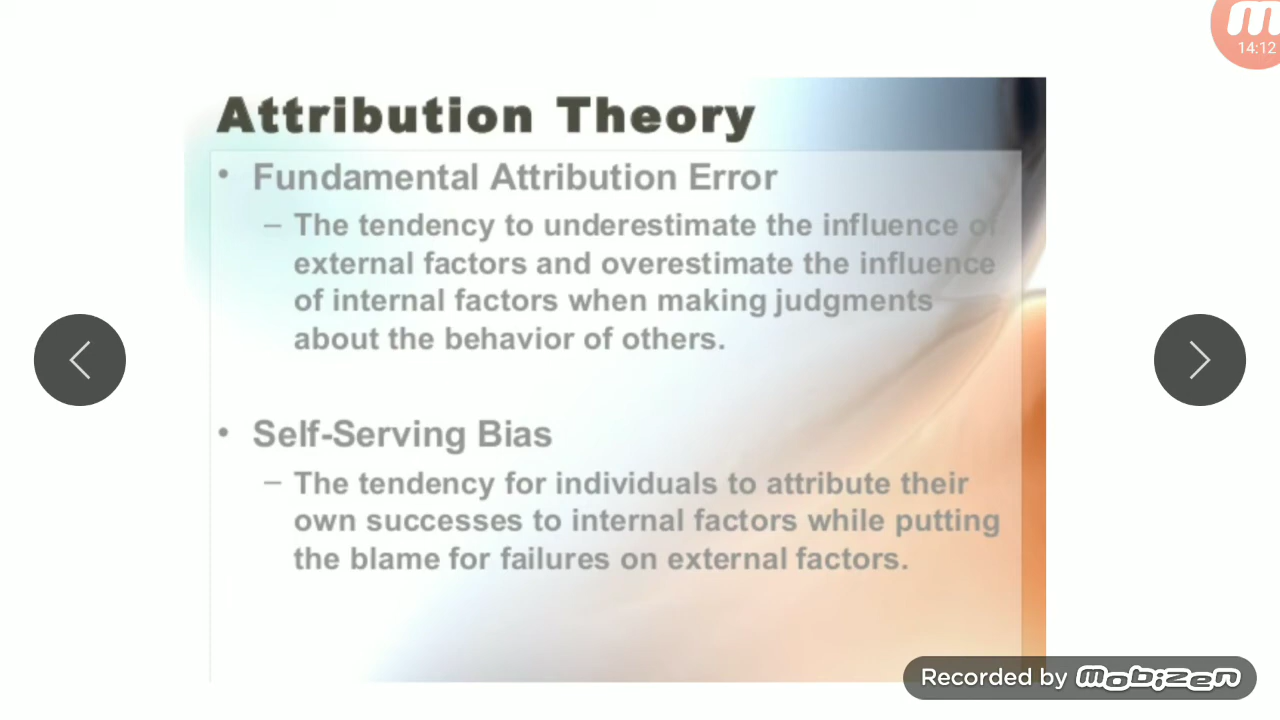 14:12
Attribution Theory
• Fundamental Attribution Error
– The tendency to underestimate the influence of
external factors and overestimate the influence
of internal factors when making judgments
about the behavior of others.
• Self-Serving Bias
– The tendency for individuals to attribute their
own successes to internal factors while putting
the blame for failures on external factors.
Recorded by mobizen